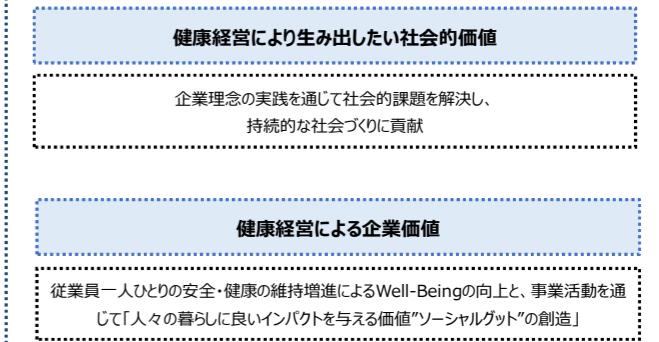 健康経営により生み出したい社会的価値
企業理念の実践を通じて社会的課題を解決し、
持続的な社会づくりに貢献
健康経営による企業価値
従業員一人ひとりの安全・健康の維持増進によるWell-Beingの向上と、事業活動を通
じて「人々の暮らしに良いインパクトを与える価値”ソーシャルグット”の創造」